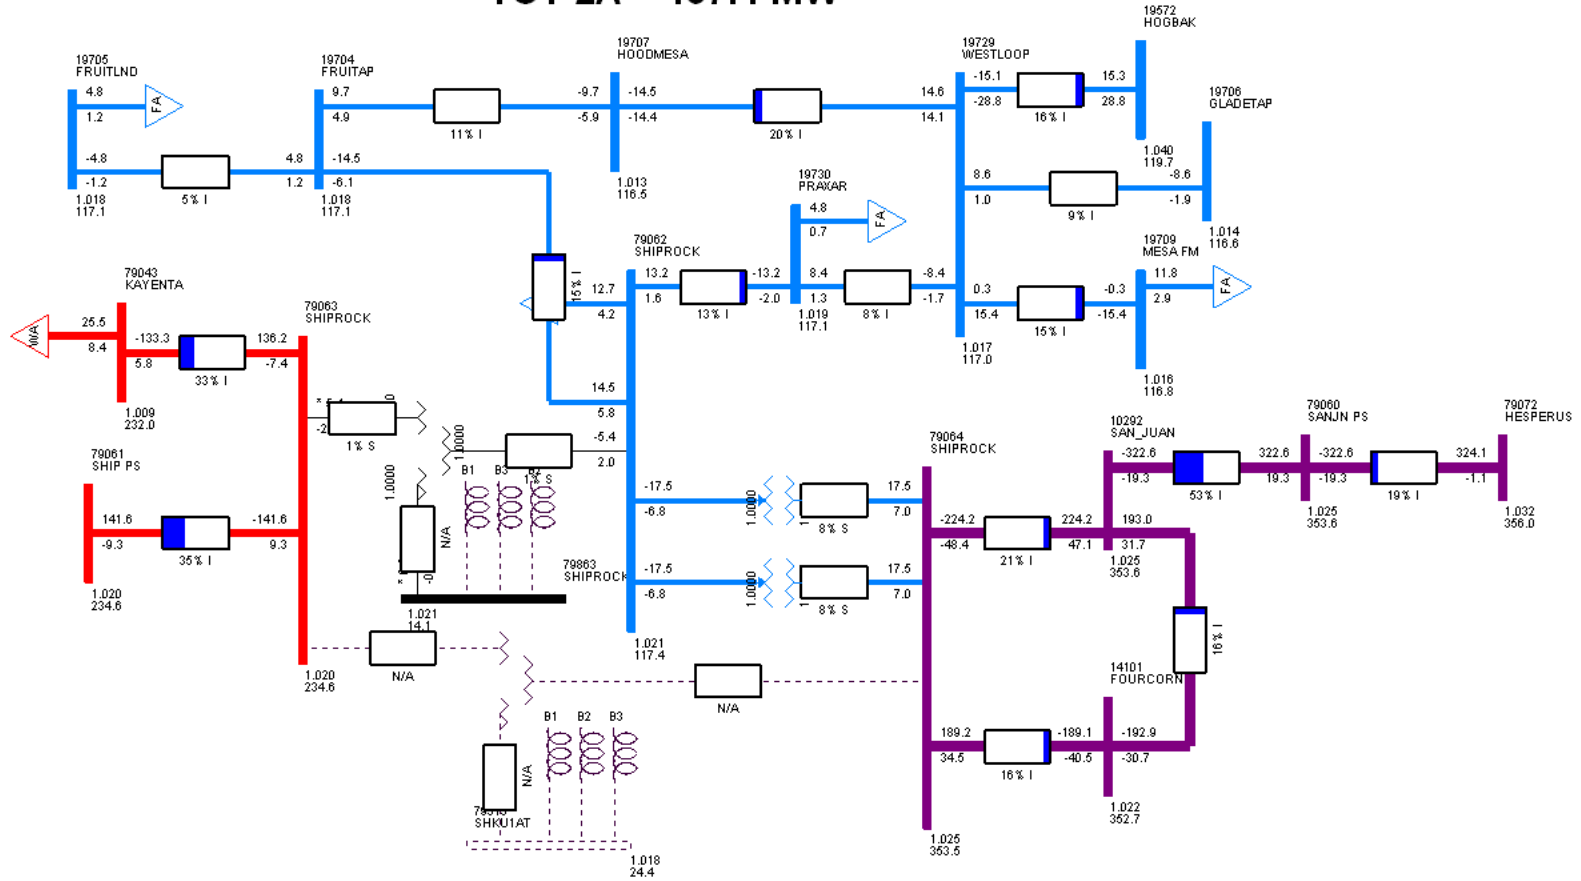 19572
HOGBAK
19705
FRUITLND
19704
FRUITAP
19707
HOODMESA
19729
WESTLOOP
19706
GLADETAP
4.8
1.2
FA
9.7
4.9
-9.7
-5.9
-14.5
-14.4
14.6
14.1
-15.1
-28.8
15.3
28.8
11% I
20% I
16% I
1.040
119.7
-4.8
-1.2
4.8
1.2
-14.5
-6.1
5% I
1.018
117.1
1.018
117.1
1.013
116.5
19730
PRAXAR
8.6
1.0
-8.6
-1.9
9% I
4.8
0.7
FA
1.014
116.6
79062
SHIPROCK
19709
MESA FM
79043
KAYENTA
13.2
1.6
-13.2
-2.0
8.4
1.3
-8.4
-1.7
11.8
2.9
FA
15% I
12.7
4.2
13% I
8% I
1.019
117.1
0.3
15.4
-0.3
-15.4
15% I
79063
SHIPROCK
WA
25.5
8.4
-133.3
5.8
136.2
-7.4
33% I
1.017
117.0
1.016
116.8
1.009
232.0
14.5
5.8
1% S
1.0000
-5.4
2.0
79061
SHIP PS
79064
SHIPROCK
10292
SAN_JUAN
79060
SANJN PS
79072
HESPERUS
-322.6
-19.3
322.6
19.3
-322.6
-19.3
324.1
-1.1
53% I
19% I
1.0000
B1
B3
B2
1% S
-17.5
-6.8
1.0000
17.5
7.0
8% S
1.025
353.6
1.032
356.0
141.6
-9.3
-141.6
9.3
35% I
N/A
-224.2
-48.4
224.2
47.1
193.0
31.7
21% I
1.025
353.6
79863
SHIPROCK
-17.5
-6.8
1.0000
17.5
7.0
8% S
1.020
234.6
1.021
14.1
16% I
1.021
117.4
N/A
1.020
234.6
14101
FOURCORN
N/A
B1
B2
B3
N/A
189.2
34.5
-189.1
-40.5
-192.9
-30.7
16% I
SHKU1AT
1.022
352.7
1.025
353.5
1.018
24.4